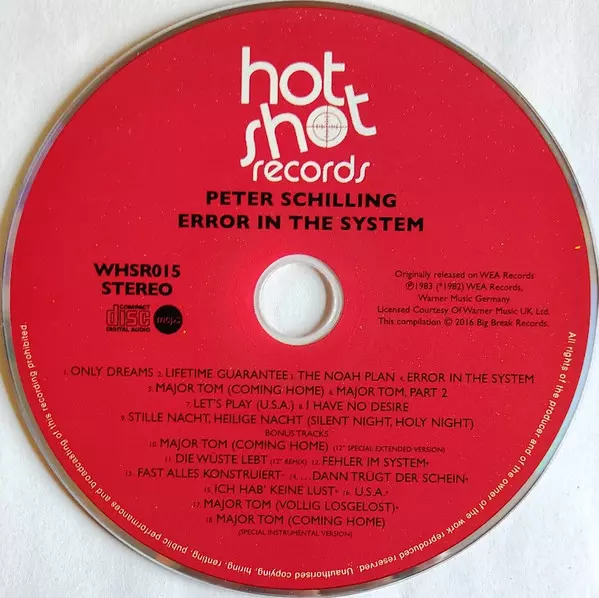 hot
shot
records
PETER SCHILLING
ERROR IN THE SYSTEM
WHSR015
STEREO
COMPACT
disc
DIGITAL AUDIO
mcps
Originally released on WEA Records
℗1983 (*1982) WEA Records,
Warner Music Germany
Licensed Courtesy Of Warner Music UK Ltd.
This compilation © 2016 Big Break Records.
1. ONLY DREAMS 2. LIFETIME GUARANTEE 3. THE NOAH PLAN 4. ERROR IN THE SYSTEM
5. MAJOR TOM (COMING HOME) 6. MAJOR TOM, PART 2
7. LET'S PLAY (U.S.A.) 8. I HAVE NO DESIRE
9. STILLE NACHT, HEILIGE NACHT (SILENT NIGHT, HOLY NIGHT)
BONUS TRACKS
10. MAJOR TOM (COMING HOME) (12" SPECIAL EXTENDED VERSION)
11. DIE WÜSTE LEBT (12" REMIX) 12. FEHLER IM SYSTEM*
13. FAST ALLES KONSTRUIERT* 14. ...DANN TRÜGT DER SCHEIN*
15. ICH HAB' KEINE LUST* 16. U.S.A.*
17. MAJOR TOM (VÖLLIG LOSGELÖST)*
18. MAJOR TOM (COMING HOME)
(SPECIAL INSTRUMENTAL VERSION)
All rights of the producer and of the owner of the work reproduced reserved. Unauthorised copying, hiring, renting, public performances and broadcasting of this recording prohibited.